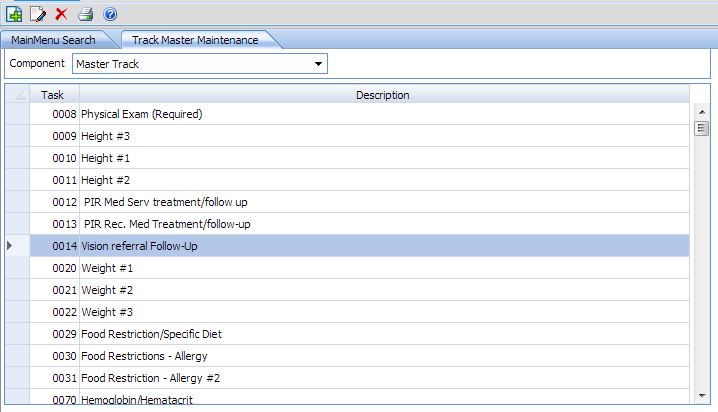 MainMenu Search Track Master Maintenance
Component Master Track
Task Description
0008 Physical Exam (Required)
0009 Height #3
0010 Height #1
0011 Height #2
0012 PIR Med Serv treatment/follow up
0013 PIR Rec. Med Treatment/follow-up
0014 Vision referral Follow-Up
0020 Weight #1
0021 Weight #2
0022 Weight #3
0029 Food Restriction/Specific Diet
0030 Food Restrictions - Allergy
0031 Food Restriction - Allergy #2
0070 Hemoglobin/Hematacrit